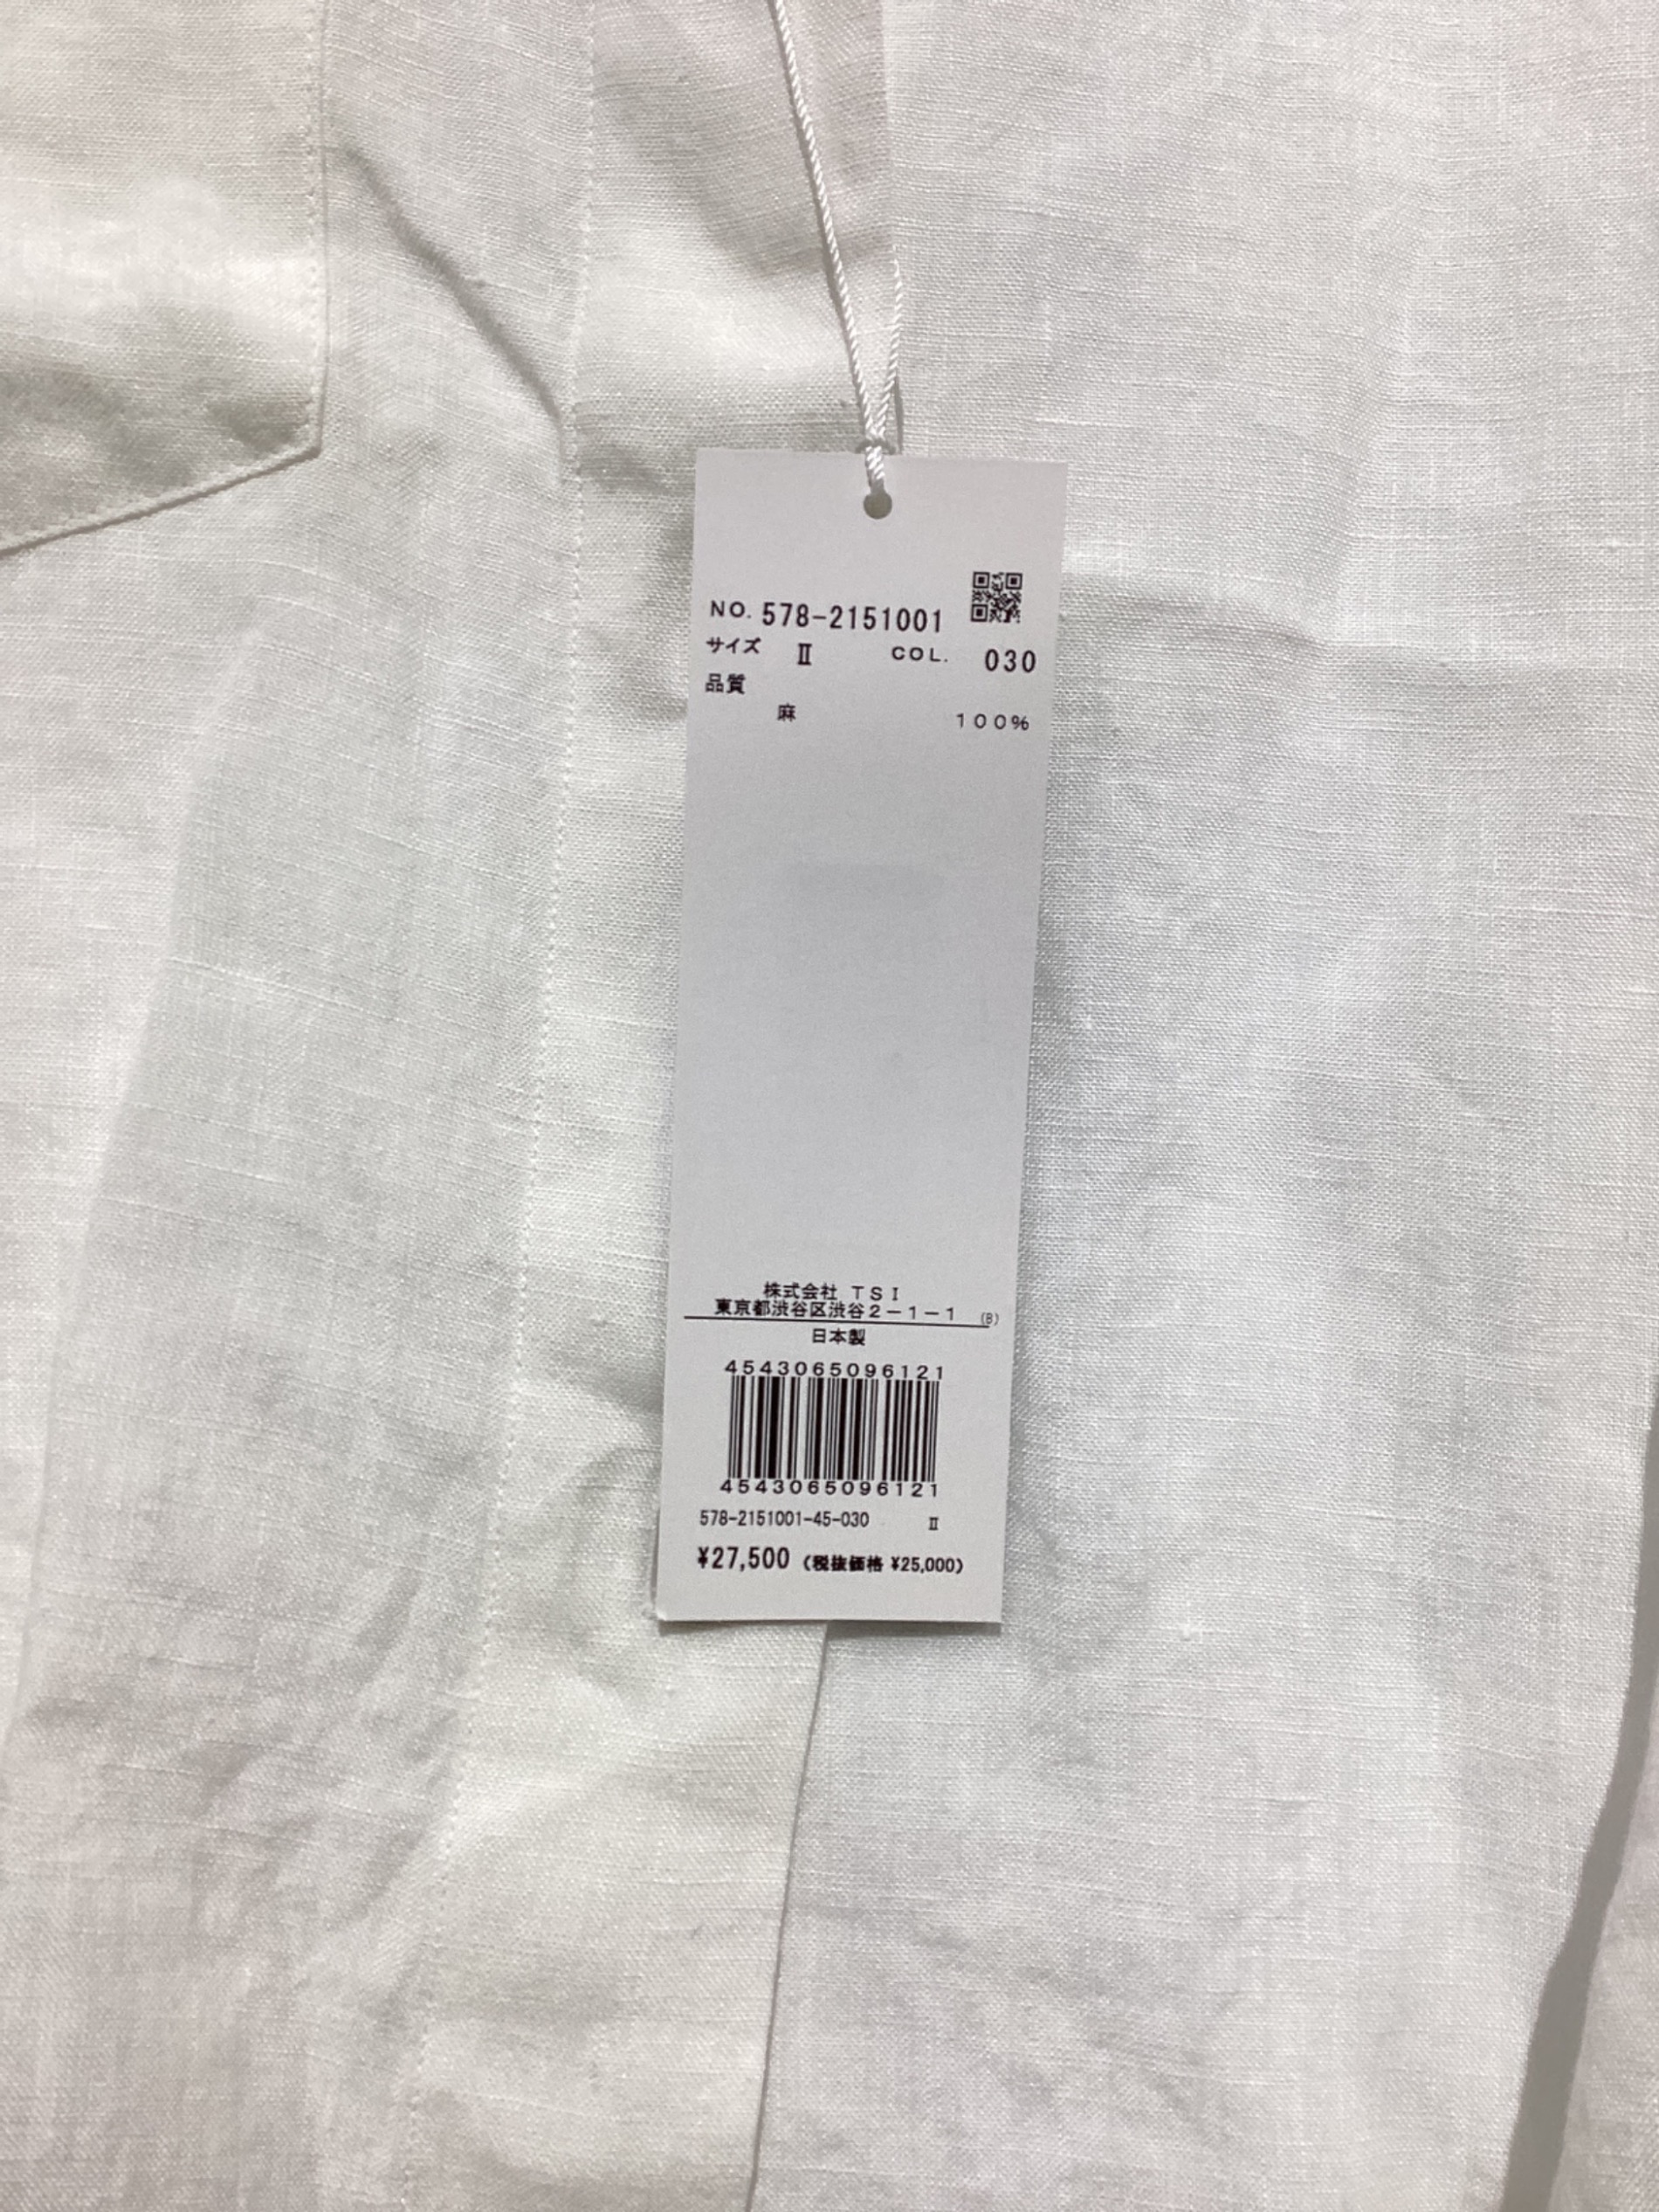 NO. 578-2151001
サイズ Ⅱ COL. 030
品質
麻 100%
株式会社 TSI
東京都渋谷区渋谷2-1-1 (B)
日本製
4543065096121
4543065096121
578-2151001-45-030 Ⅱ
¥27,500 (税抜価格 ¥25,000)